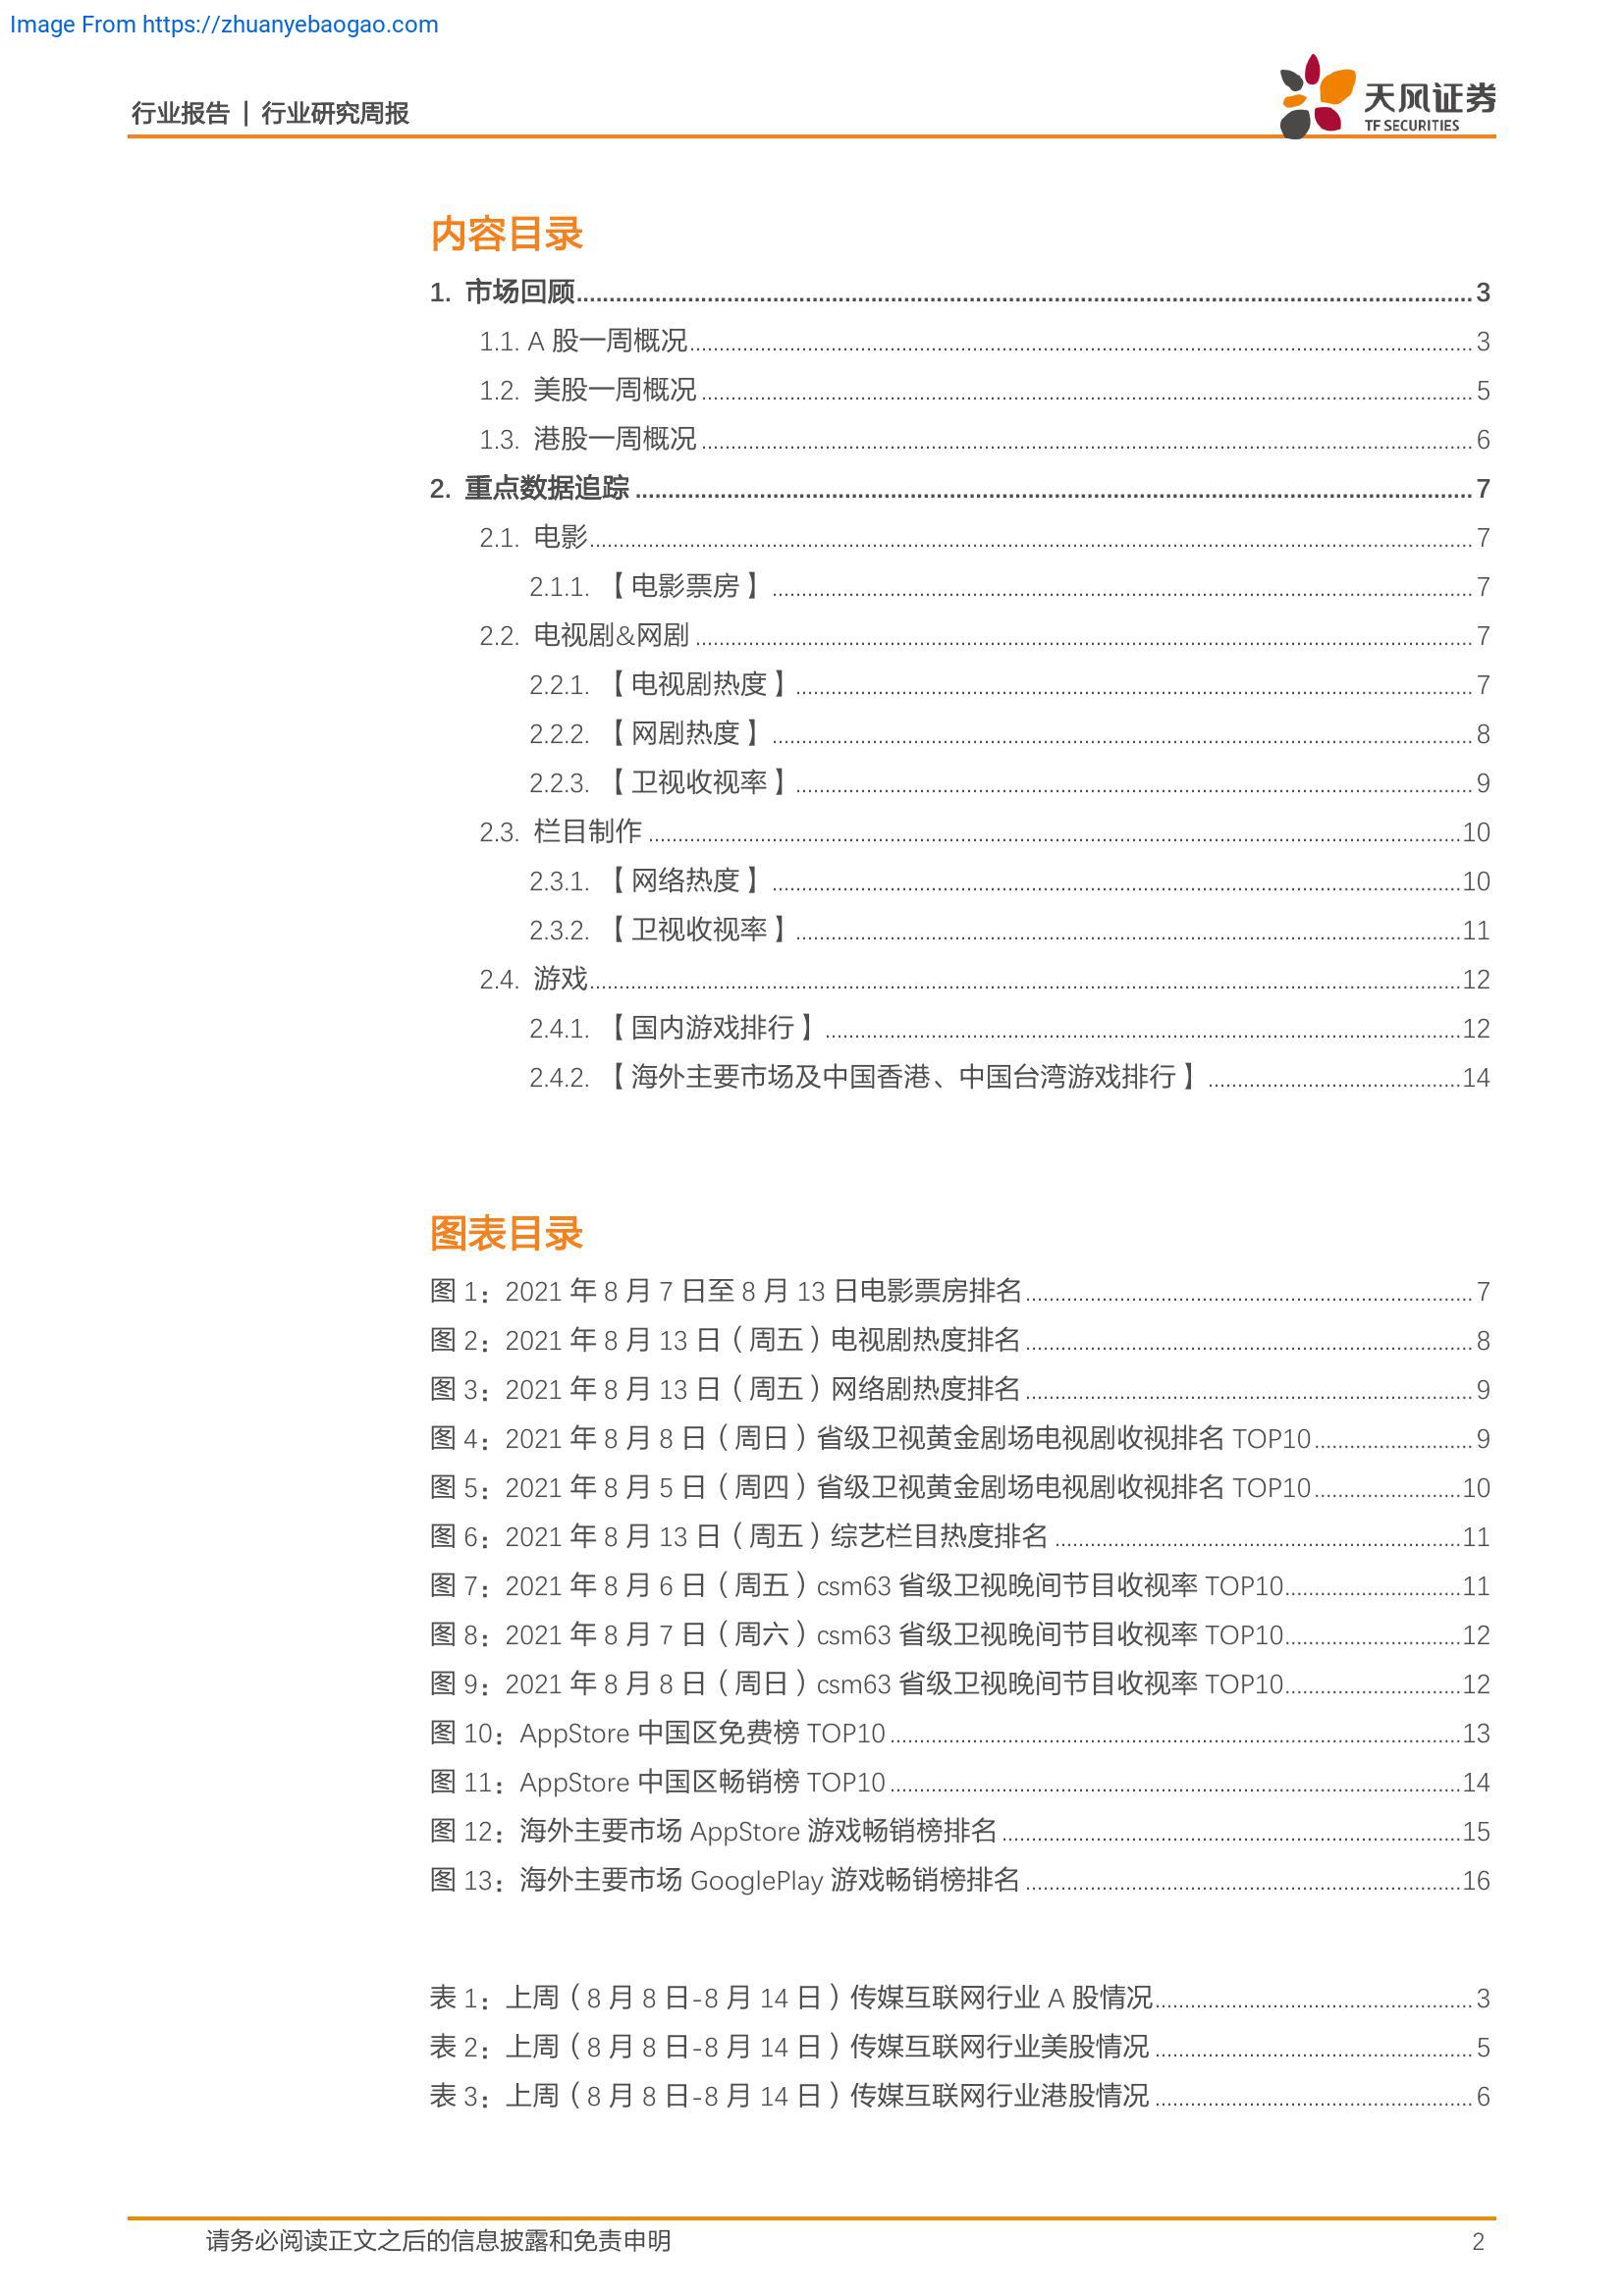 Image From https://zhuanyebaogao.com
行业报告 | 行业研究周报
天风证券
TF SECURITIES
内容目录
1. 市场回顾 3
1.1. A 股一周概况 3
1.2. 美股一周概况 5
1.3. 港股一周概况 6
2. 重点数据追踪 7
2.1. 电影 7
2.1.1. 【电影票房】 7
2.2. 电视剧&网剧 7
2.2.1. 【电视剧热度】 7
2.2.2. 【网剧热度】 8
2.2.3. 【卫视收视率】 9
2.3. 栏目制作 10
2.3.1. 【网络热度】 10
2.3.2. 【卫视收视率】 11
2.4. 游戏 12
2.4.1. 【国内游戏排行】 12
2.4.2. 【海外主要市场及中国香港、中国台湾游戏排行】 14
图表目录
图 1：2021 年 8 月 7 日至 8 月 13 日电影票房排名 7
图 2：2021 年 8 月 13 日（周五）电视剧热度排名 8
图 3：2021 年 8 月 13 日（周五）网络剧热度排名 9
图 4：2021 年 8 月 8 日（周日）省级卫视黄金剧场电视剧收视排名 TOP10 9
图 5：2021 年 8 月 5 日（周四）省级卫视黄金剧场电视剧收视排名 TOP10 10
图 6：2021 年 8 月 13 日（周五）综艺栏目热度排名 11
图 7：2021 年 8 月 6 日（周五）csm63 省级卫视晚间节目收视率 TOP10 11
图 8：2021 年 8 月 7 日（周六）csm63 省级卫视晚间节目收视率 TOP10 12
图 9：2021 年 8 月 8 日（周日）csm63 省级卫视晚间节目收视率 TOP10 12
图 10：AppStore 中国区免费榜 TOP10 13
图 11：AppStore 中国区畅销榜 TOP10 14
图 12：海外主要市场 AppStore 游戏畅销榜排名 15
图 13：海外主要市场 GooglePlay 游戏畅销榜排名 16
表 1：上周（8 月 8 日-8 月 14 日）传媒互联网行业 A 股情况 3
表 2：上周（8 月 8 日-8 月 14 日）传媒互联网行业美股情况 5
表 3：上周（8 月 8 日-8 月 14 日）传媒互联网行业港股情况 6
请务必阅读正文之后的信息披露和免责申明 2